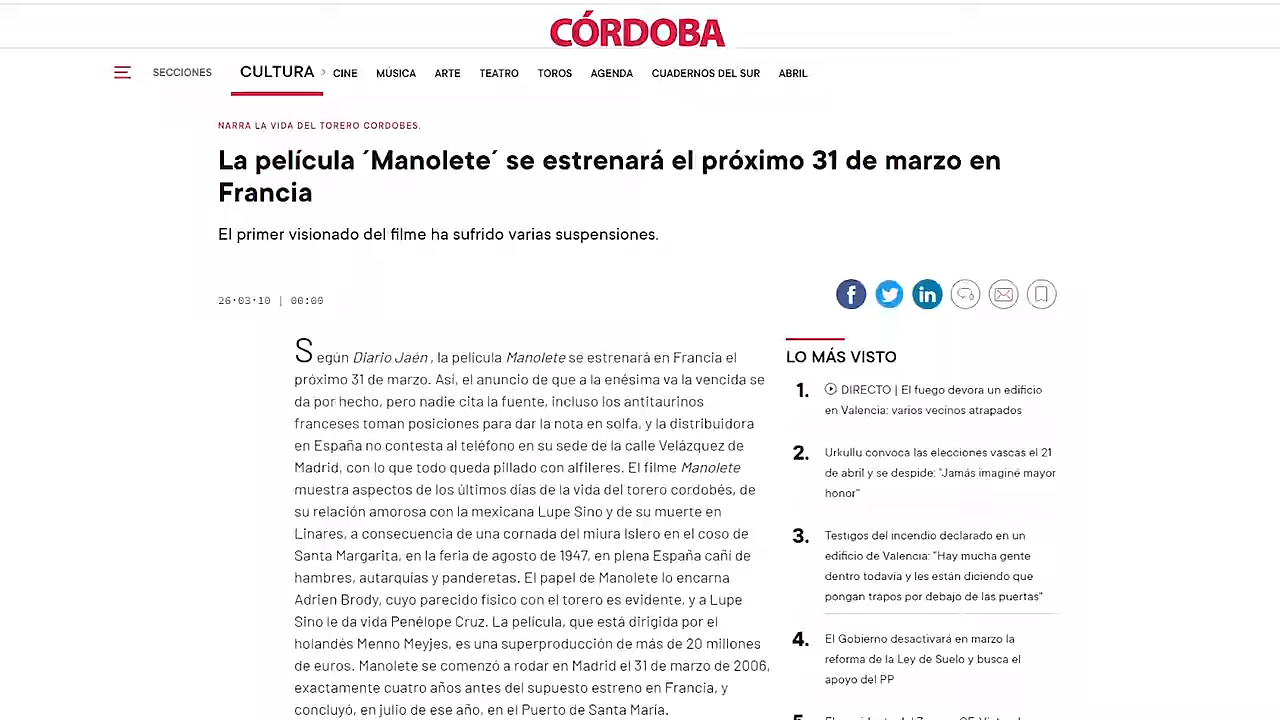 CÓRDOBA
SECCIONES
CULTURA > CINE MÚSICA ARTE TEATRO TOROS AGENDA CUADERNOS DEL SUR ABRIL
NARRA LA VIDA DEL TORERO CORDOBES.
La película ´Manolete´ se estrenará el próximo 31 de marzo en
Francia
El primer visionado del filme ha sufrido varias suspensiones.
26·03·10 | 00:00
Según Diario Jaén , la película Manolete se estrenará en Francia el
próximo 31 de marzo. Así, el anuncio de que a la enésima va la vencida se
da por hecho, pero nadie cita la fuente, incluso los antitaurinos
franceses toman posiciones para dar la nota en solfa, y la distribuidora
en España no contesta al teléfono en su sede de la calle Velázquez de
Madrid, con lo que todo queda pillado con alfileres. El filme Manolete
muestra aspectos de los últimos días de la vida del torero cordobés, de
su relación amorosa con la mexicana Lupe Sino y de su muerte en
Linares, a consecuencia de una cornada del miura Islero en el coso de
Santa Margarita, en la feria de agosto de 1947, en plena España cañí de
hambres, autarquías y panderetas. El papel de Manolete lo encarna
Adrien Brody, cuyo parecido físico con el torero es evidente, y a Lupe
Sino le da vida Penélope Cruz. La película, que está dirigida por el
holandés Menno Meyjes, es una superproducción de más de 20 millones
de euros. Manolete se comenzó a rodar en Madrid el 31 de marzo de 2006,
exactamente cuatro años antes del supuesto estreno en Francia, y
concluyó, en julio de ese año, en el Puerto de Santa María.
LO MÁS VISTO
1. DIRECTO | El fuego devora un edificio
en Valencia: varios vecinos atrapados
2. Urkullu convoca las elecciones vascas el 21
de abril y se despide: "Jamás imaginé mayor
honor"
3. Testigos del incendio declarado en un
edificio de Valencia: "Hay mucha gente
dentro todavía y les están diciendo que
pongan trapos por debajo de las puertas"
4. El Gobierno desactivará en marzo la
reforma de la Ley de Suelo y busca el
apoyo del PP